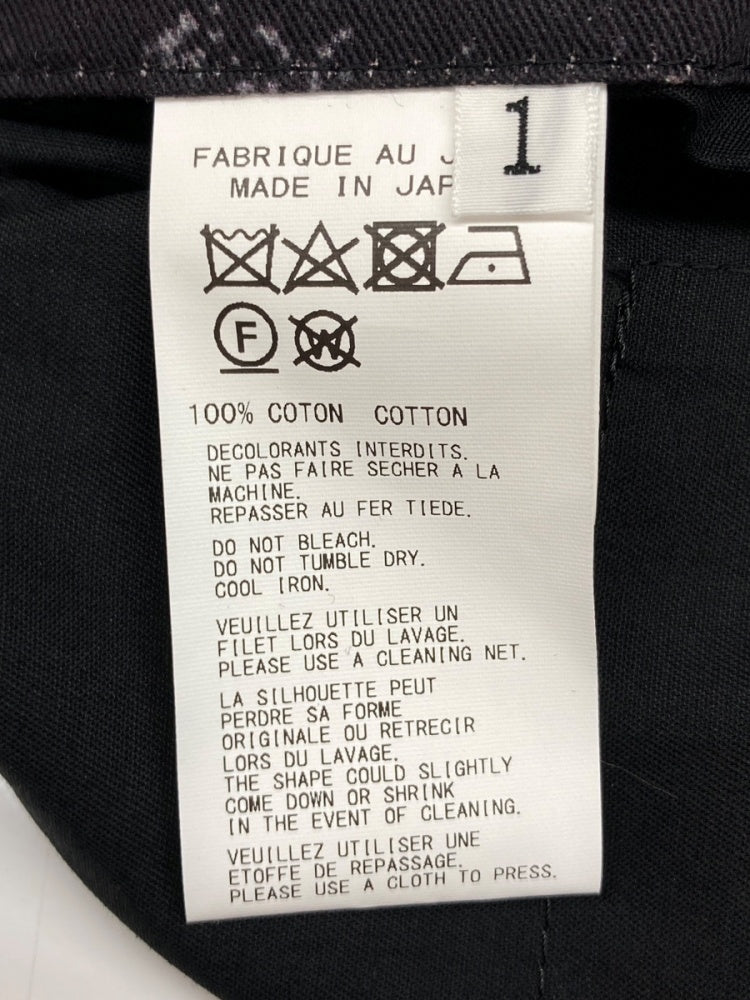 1
FABRIQUE AU
MADE IN
F
W
100% COTON COTTON
DECOLORANTS INTERDITS.
NE PAS FAIRE SECHER A LA
MACHINE.
REPASSER AU FER TIEDE.
DO NOT BLEACH.
DO NOT TUMBLE DRY.
COOL IRON.
VEUILLEZ UTILISER UN
FILET LORS DU LAVAGE.
PLEASE USE A CLEANING NET.
LA SILHOUETTE PEUT
PERDRE SA FORME
ORIGINALE OU RETRECIR
LORS DU LAVAGE.
THE SHAPE COULD SLIGHTLY
COME DOWN OR SHRINK
IN THE EVENT OF CLEANING.
VEUILLEZ UTILISER UNE
ETOFFE DE REPASSAGE.
PLEASE USE A CLOTH TO PRESS.